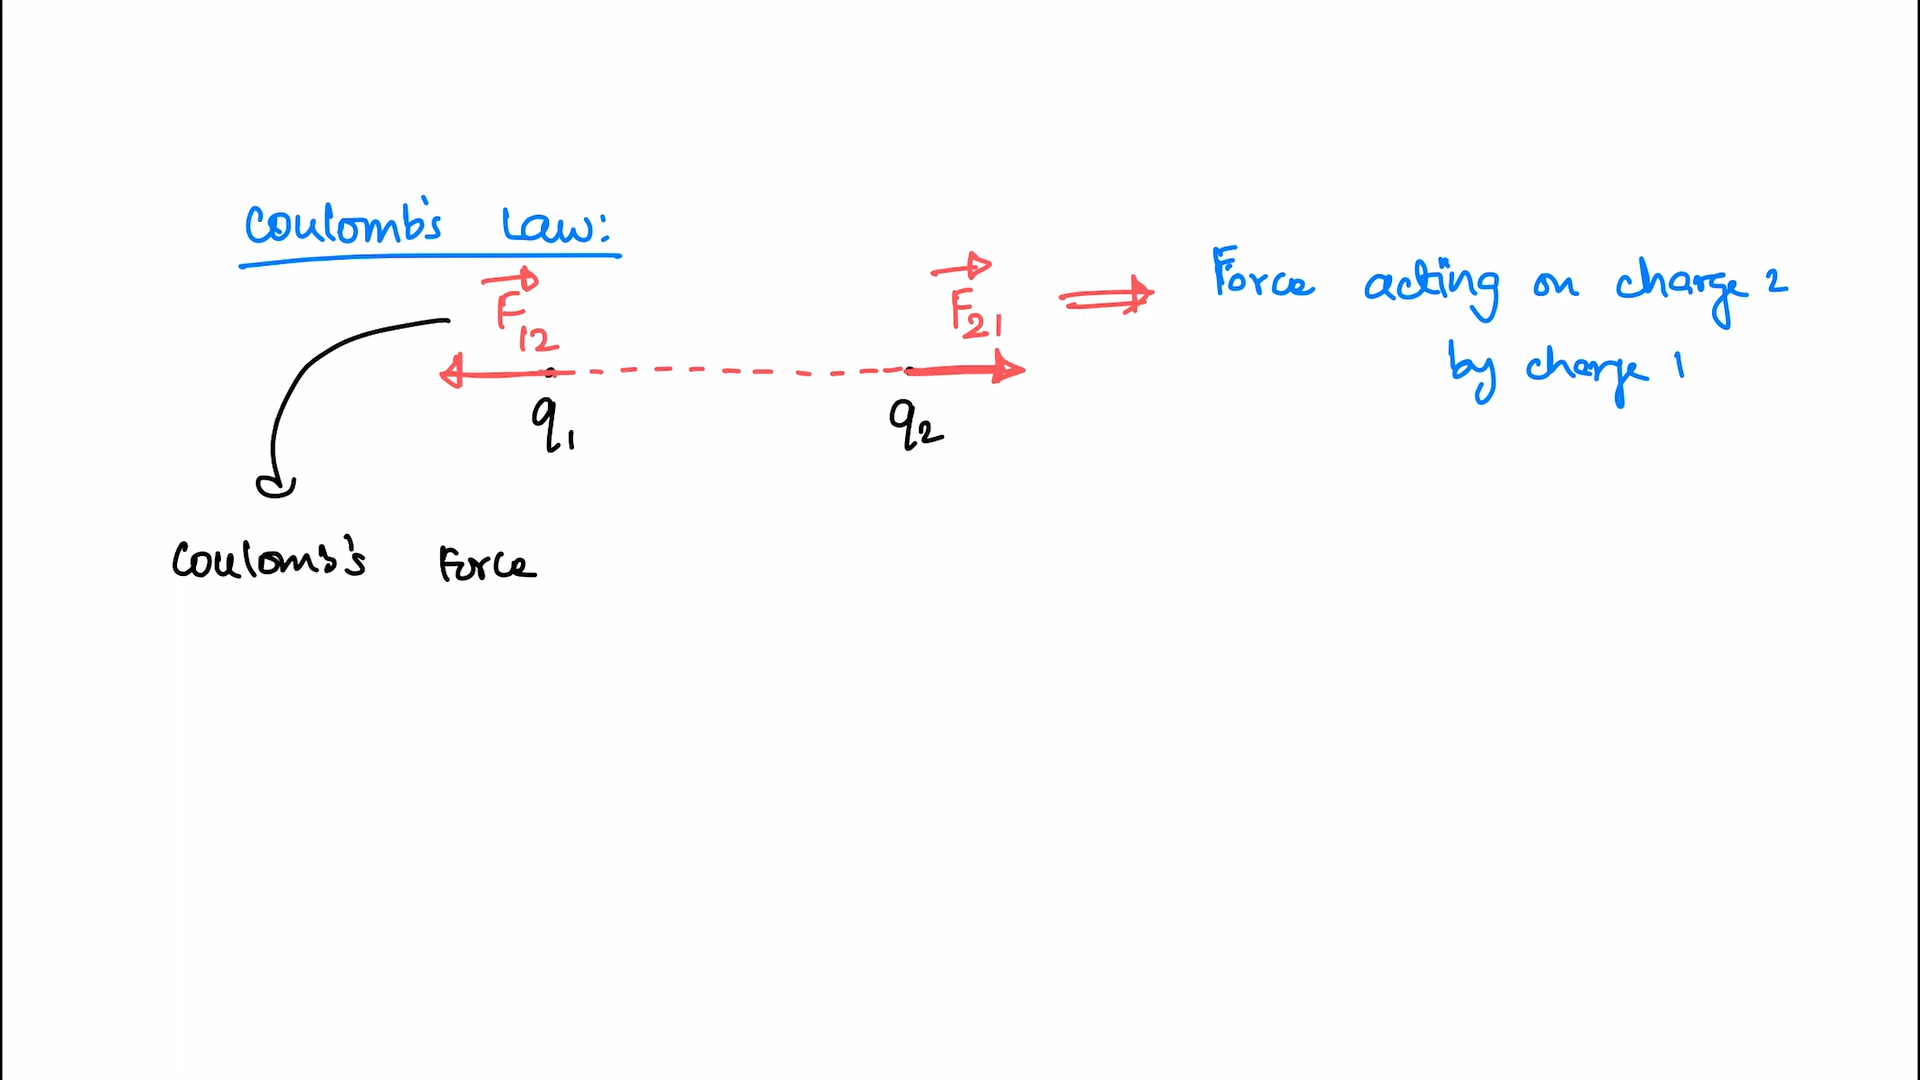 Coulomb's Law:
F₁₂ F₂₁ ⇒ Force acting on charge 2
by charge 1
q₁ q₂
Coulomb's Force